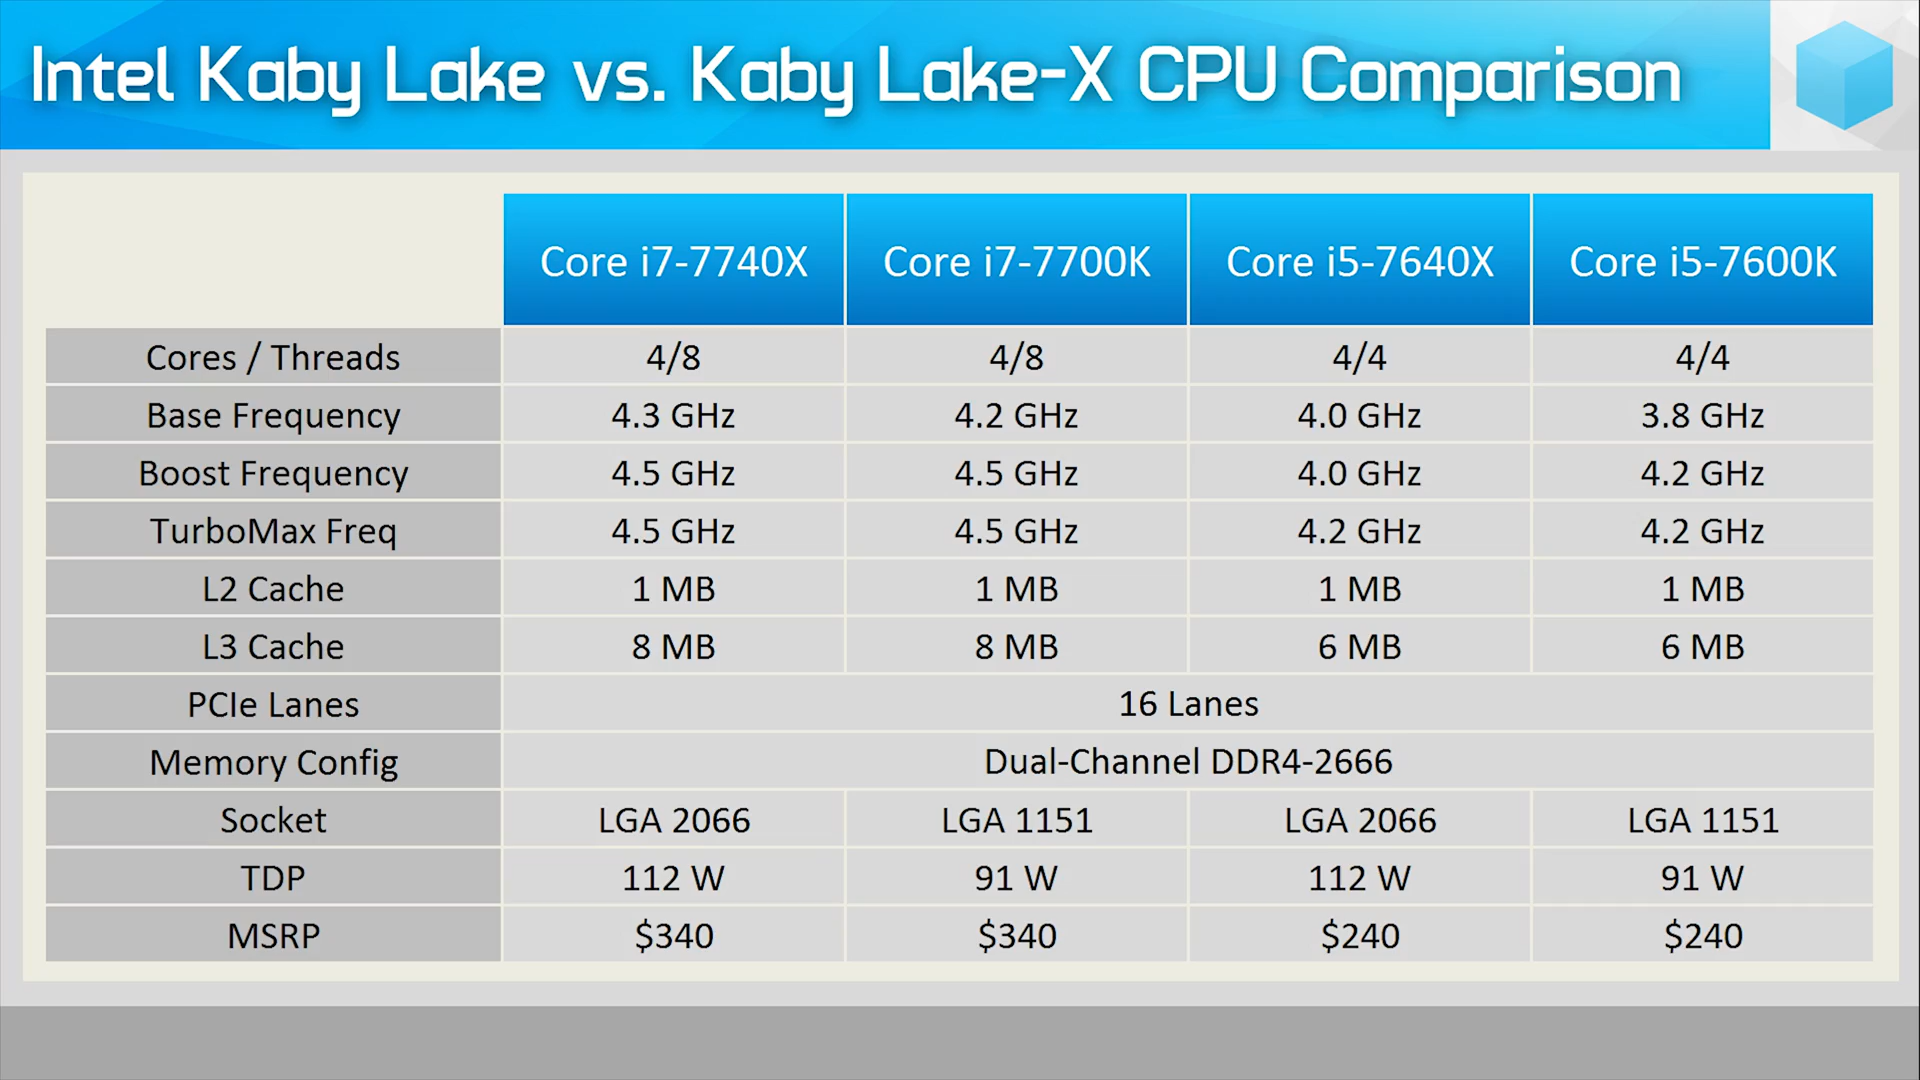 Intel Kaby Lake vs. Kaby Lake-X CPU Comparison
Core i7-7740X Core i7-7700K Core i5-7640X Core i5-7600K
Cores / Threads 4/8 4/8 4/4 4/4
Base Frequency 4.3 GHz 4.2 GHz 4.0 GHz 3.8 GHz
Boost Frequency 4.5 GHz 4.5 GHz 4.0 GHz 4.2 GHz
TurboMax Freq 4.5 GHz 4.5 GHz 4.2 GHz 4.2 GHz
L2 Cache 1 MB 1 MB 1 MB 1 MB
L3 Cache 8 MB 8 MB 6 MB 6 MB
PCIe Lanes 16 Lanes
Memory Config Dual-Channel DDR4-2666
Socket LGA 2066 LGA 1151 LGA 2066 LGA 1151
TDP 112 W 91 W 112 W 91 W
MSRP $340 $340 $240 $240